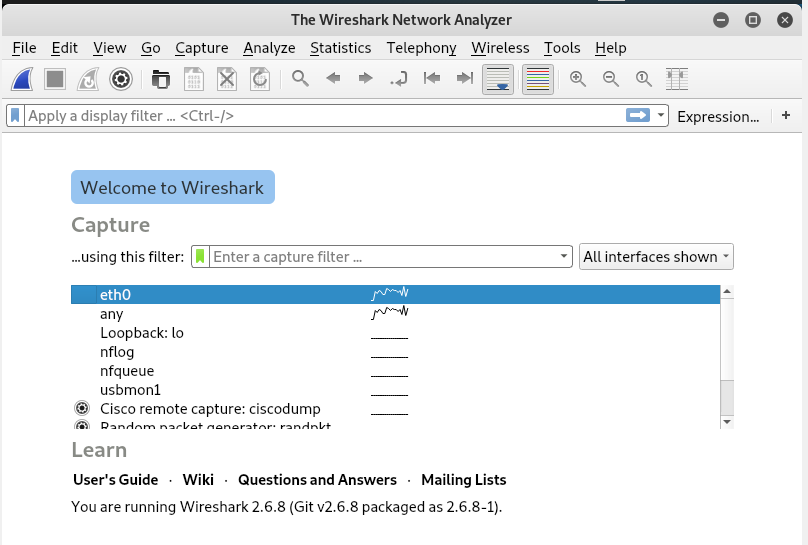 The Wireshark Network Analyzer
File Edit View Go Capture Analyze Statistics Telephony Wireless Tools Help
Apply a display filter ... <Ctrl-/> Expression... +
Welcome to Wireshark
Capture
...using this filter: Enter a capture filter ... All interfaces shown
eth0
any
Loopback: lo
nflog
nfqueue
usbmon1
Cisco remote capture: ciscodump
Random packet generator: randpkt
Learn
User's Guide · Wiki · Questions and Answers · Mailing Lists
You are running Wireshark 2.6.8 (Git v2.6.8 packaged as 2.6.8-1).